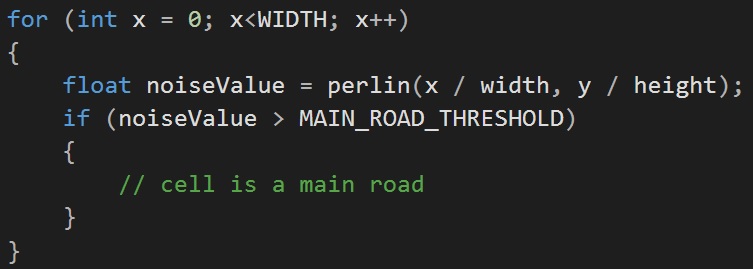 for (int x = 0; x<WIDTH; x++)
{
    float noiseValue = perlin(x / width, y / height);
    if (noiseValue > MAIN_ROAD_THRESHOLD)
    {
        // cell is a main road
    }
}